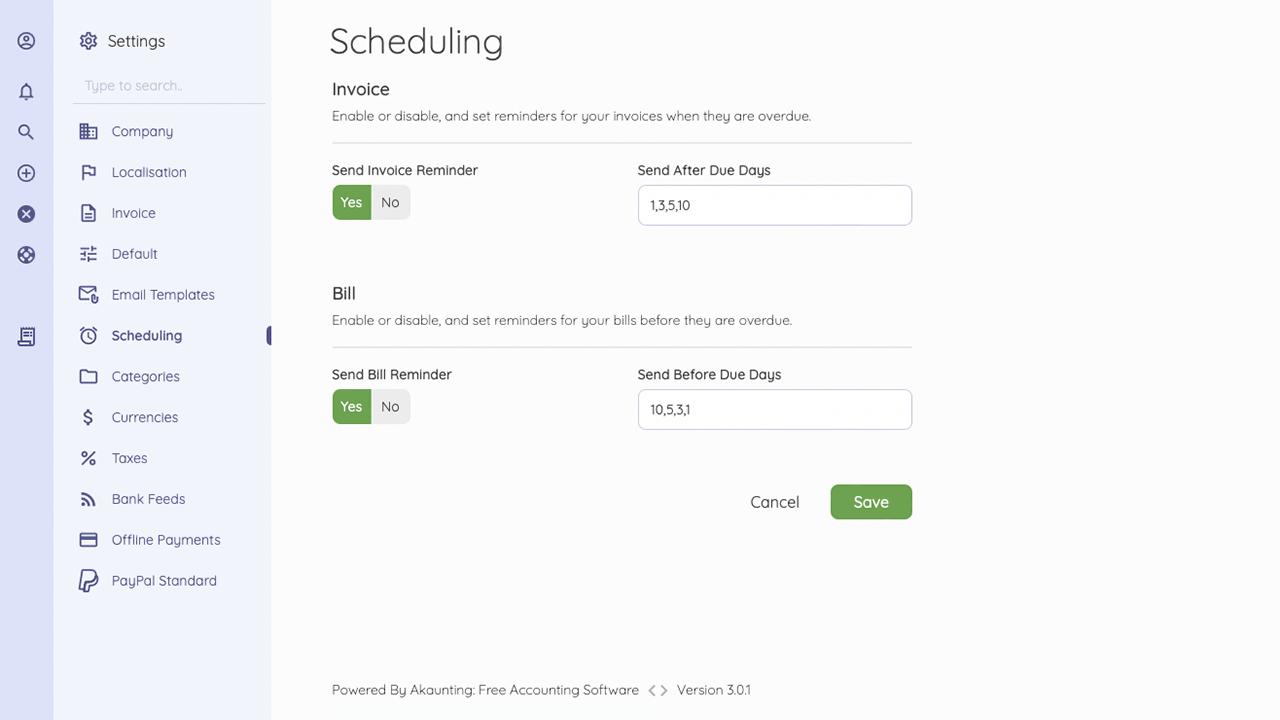 Settings
Type to search..
Company
Localisation
Invoice
Default
Email Templates
Scheduling
Categories
Currencies
Taxes
Bank Feeds
Offline Payments
PayPal Standard
Scheduling
Invoice
Enable or disable, and set reminders for your invoices when they are overdue.
Send Invoice Reminder
Yes No
Send After Due Days
1,3,5,10
Bill
Enable or disable, and set reminders for your bills before they are overdue.
Send Bill Reminder
Yes No
Send Before Due Days
10,5,3,1
Cancel Save
Powered By Akaunting: Free Accounting Software <> Version 3.0.1